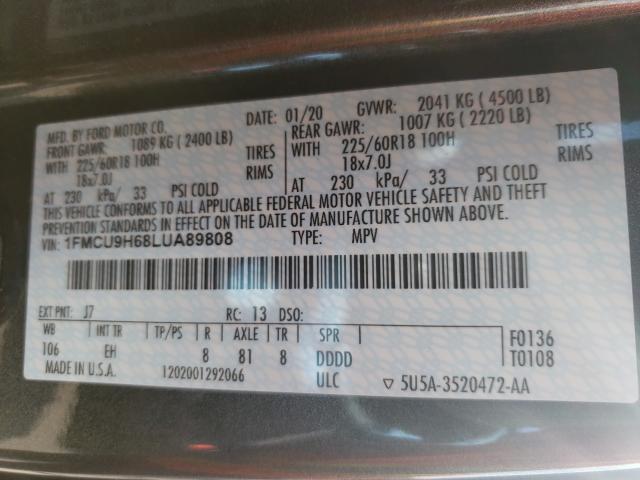 MFD. BY FORD MOTOR CO.
DATE: 01/20 GVWR: 2041 KG ( 4500 LB)
FRONT GAWR: 1089 KG ( 2400 LB) REAR GAWR: 1007 KG ( 2220 LB)
WITH 225/60R18 100H TIRES WITH 225/60R18 100H TIRES
18x7.0J RIMS 18x7.0J RIMS
AT 230 kPa/ 33 PSI COLD AT 230 kPa/ 33 PSI COLD
THIS VEHICLE CONFORMS TO ALL APPLICABLE FEDERAL MOTOR VEHICLE SAFETY AND THEFT
PREVENTION STANDARDS IN EFFECT ON THE DATE OF MANUFACTURE SHOWN ABOVE.
VIN: 1FMCU9H68LUA89808 TYPE: MPV
EXT PNT: J7 RC: 13 DSO:
WB INT TR TP/PS R AXLE TR SPR F0136
106 EH 8 81 8 DDDD T0108
MADE IN U.S.A. 1202001292066 ULC ▽ 5U5A-3520472-AA